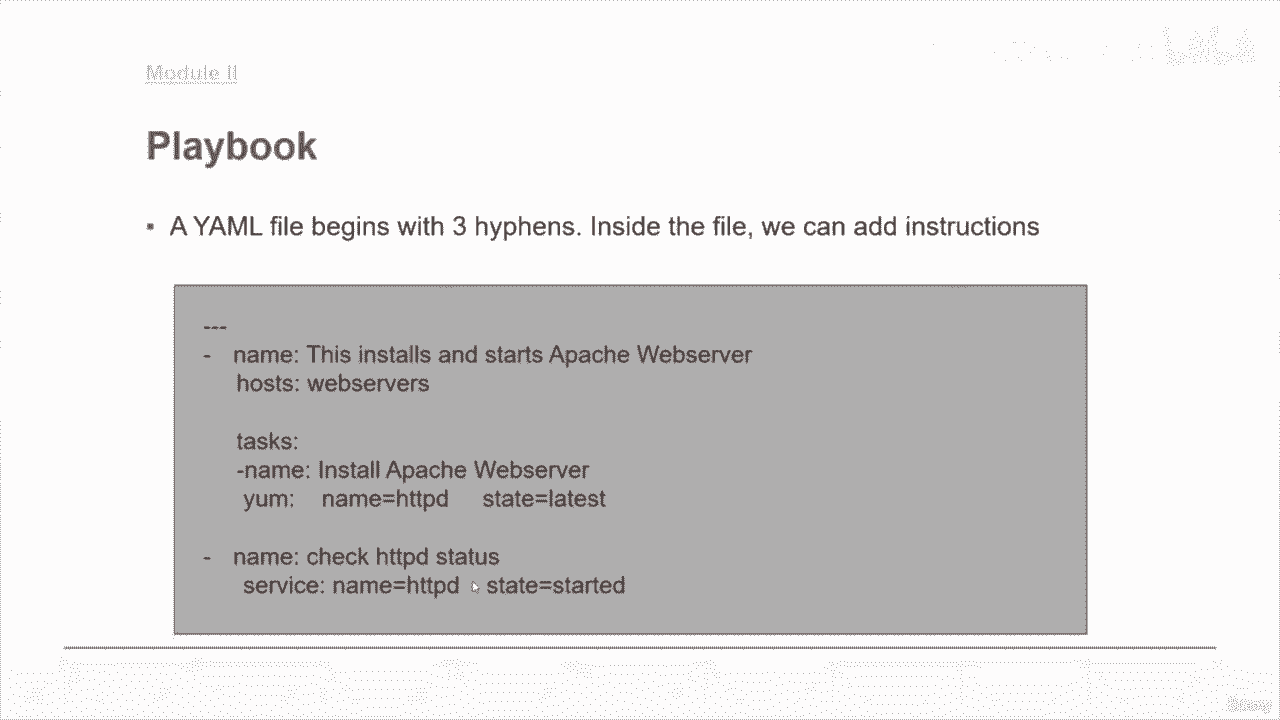 Module II
Playbook
▪ A YAML file begins with 3 hyphens. Inside the file, we can add instructions
---
- name: This installs and starts Apache Webserver
hosts: webservers
tasks:
-name: Install Apache Webserver
yum: name=httpd state=latest
- name: check httpd status
service: name=httpd state=started